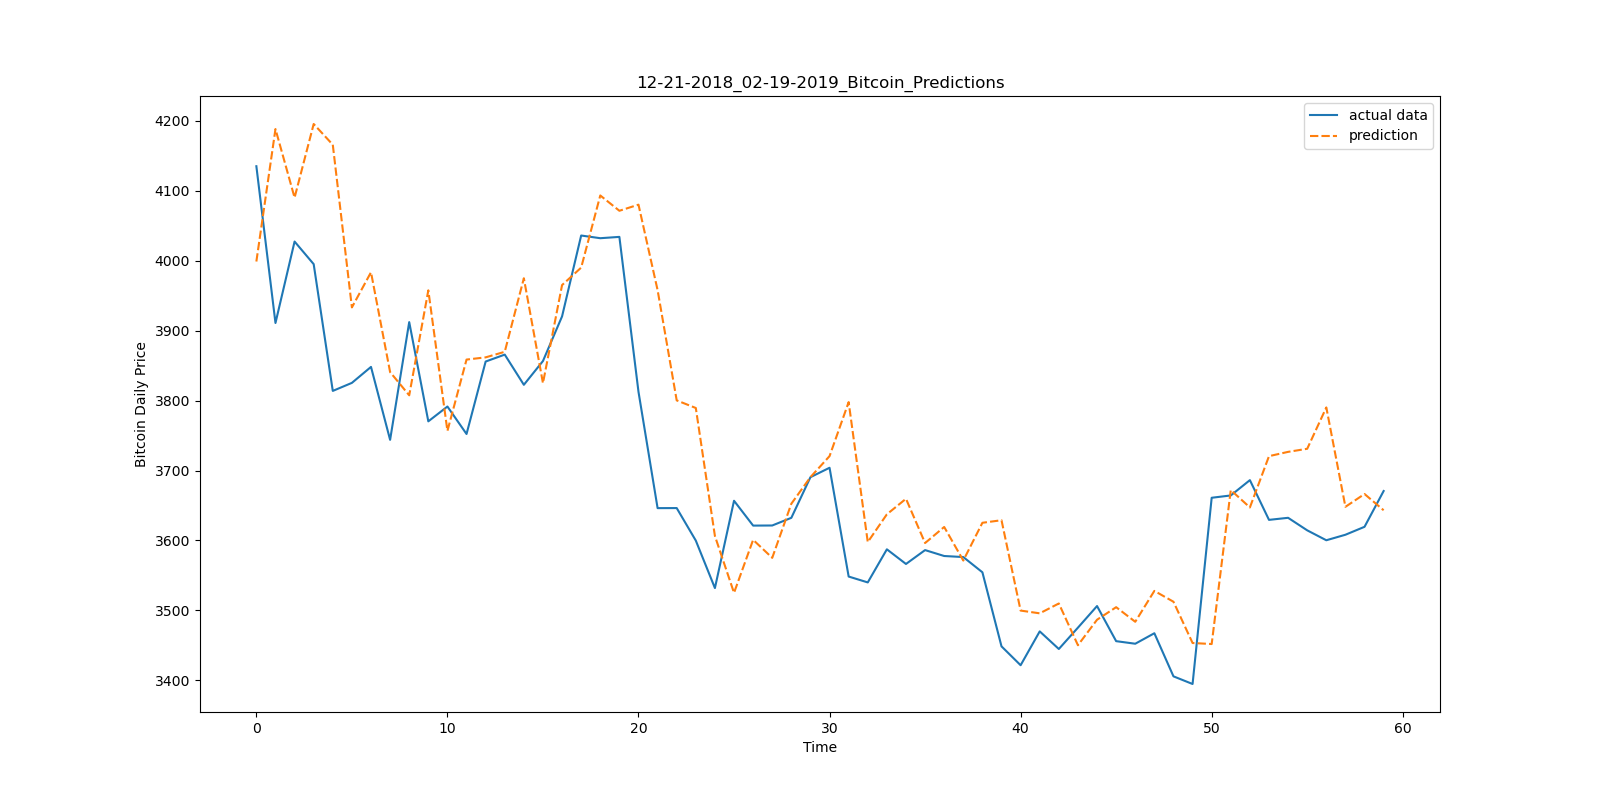 12-21-2018_02-19-2019_Bitcoin_Predictions
actual data
prediction
4200
4100
4000
3900
3800
3700
3600
3500
3400
Bitcoin Daily Price
0 10 20 30 40 50 60
Time